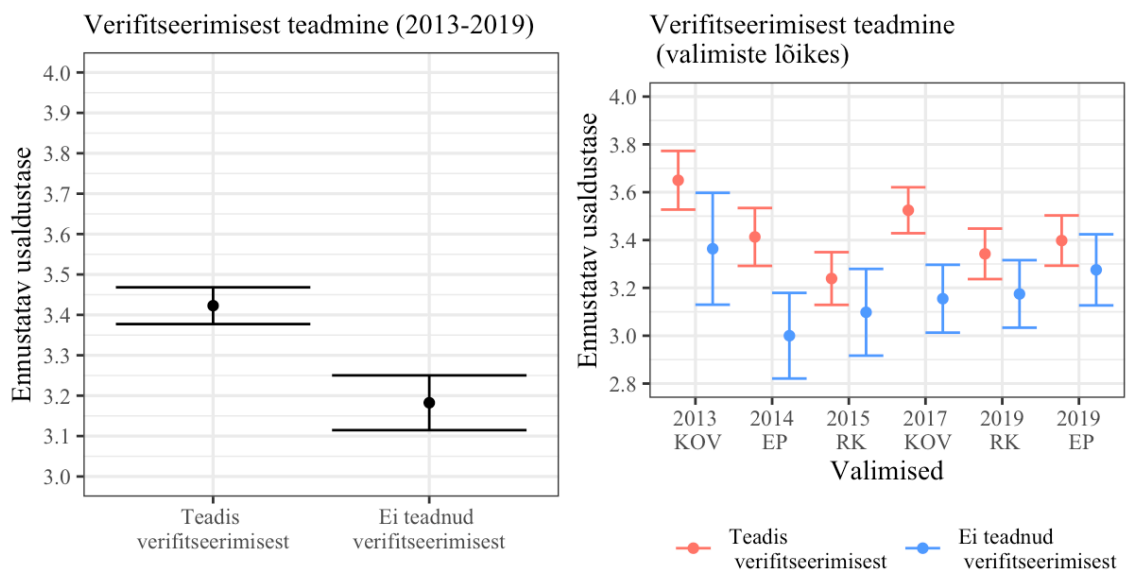 Verifitseerimisest teadmine (2013-2019)
Ennustatav usaldustase
4.0
3.9
3.8
3.7
3.6
3.5
3.4
3.3
3.2
3.1
3.0
Teadis
verifitseerimisest
Ei teadnud
verifitseerimisest
Verifitseerimisest teadmine
(valimiste lõikes)
Ennustatav usaldustase
4.0
3.8
3.6
3.4
3.2
3.0
2.8
2013
KOV
2014
EP
2015
RK
2017
KOV
2019
RK
2019
EP
Valimised
Teadis
verifitseerimisest
Ei teadnud
verifitseerimisest